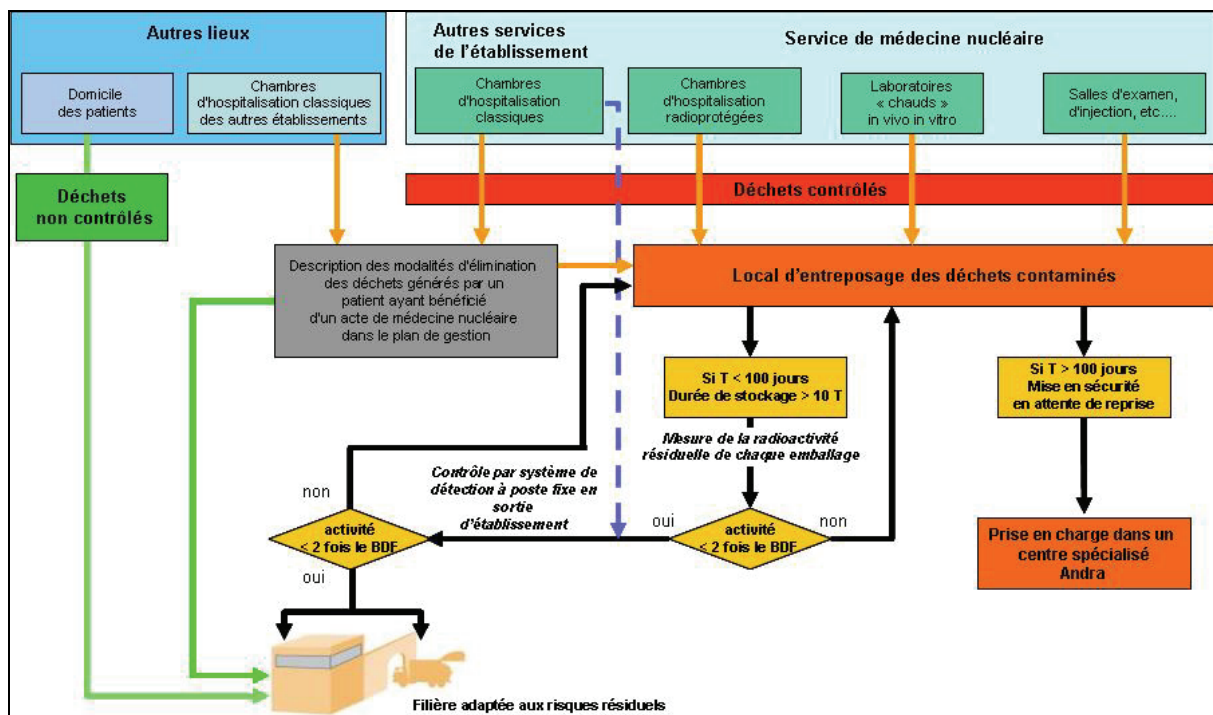 Autres lieux
Domicile
des patients
Chambres
d'hospitalisation classiques
des autres établissements
Autres services
de l'établissement
Service de médecine nucléaire
Chambres
d'hospitalisation
classiques
Chambres
d'hospitalisation
radioprotégées
Laboratoires
« chauds »
in vivo in vitro
Salles d'examen,
d'injection, etc....
Déchets
non contrôlés
Déchets contrôlés
Description des modalités d'élimination
des déchets générés par un
patient ayant bénéficié
d'un acte de médecine nucléaire
dans le plan de gestion
Local d'entreposage des déchets contaminés
Si T < 100 jours
Durée de stockage > 10 T
Si T > 100 jours
Mise en sécurité
en attente de reprise
Mesure de la radioactivité
résiduelle de chaque emballage
Contrôle par système de
détection à poste fixe en
sortie
d'établissement
non
activité
< 2 fois le BDF
oui
oui
activité
< 2 fois le BDF
non
Prise en charge dans un
centre spécialisé
Andra
Filière adaptée aux risques résiduels